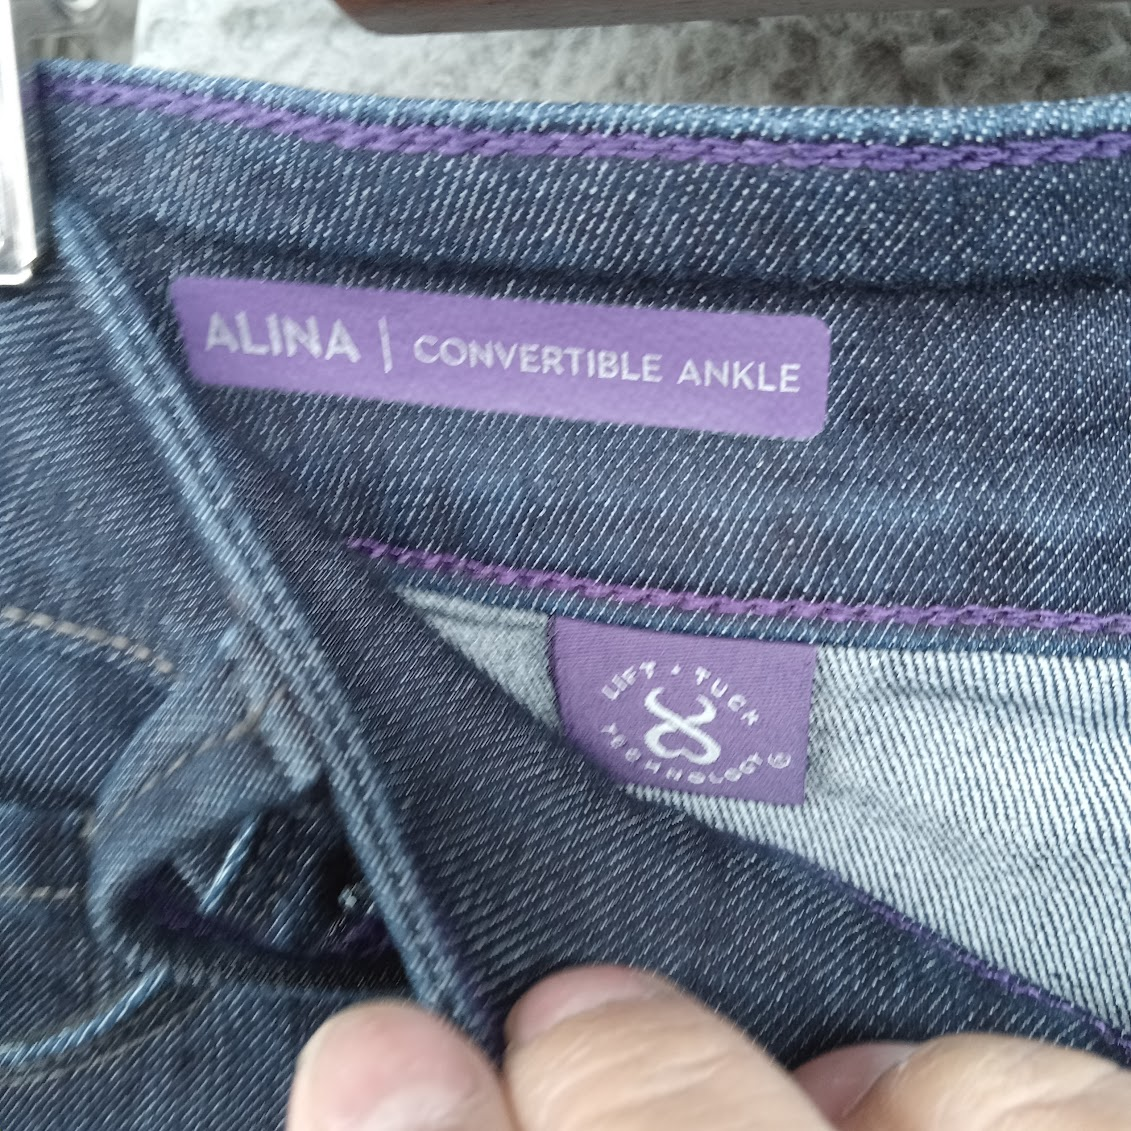 ALINA | CONVERTIBLE ANKLE
LIFT • TUCK
TECHNOLOGY ®